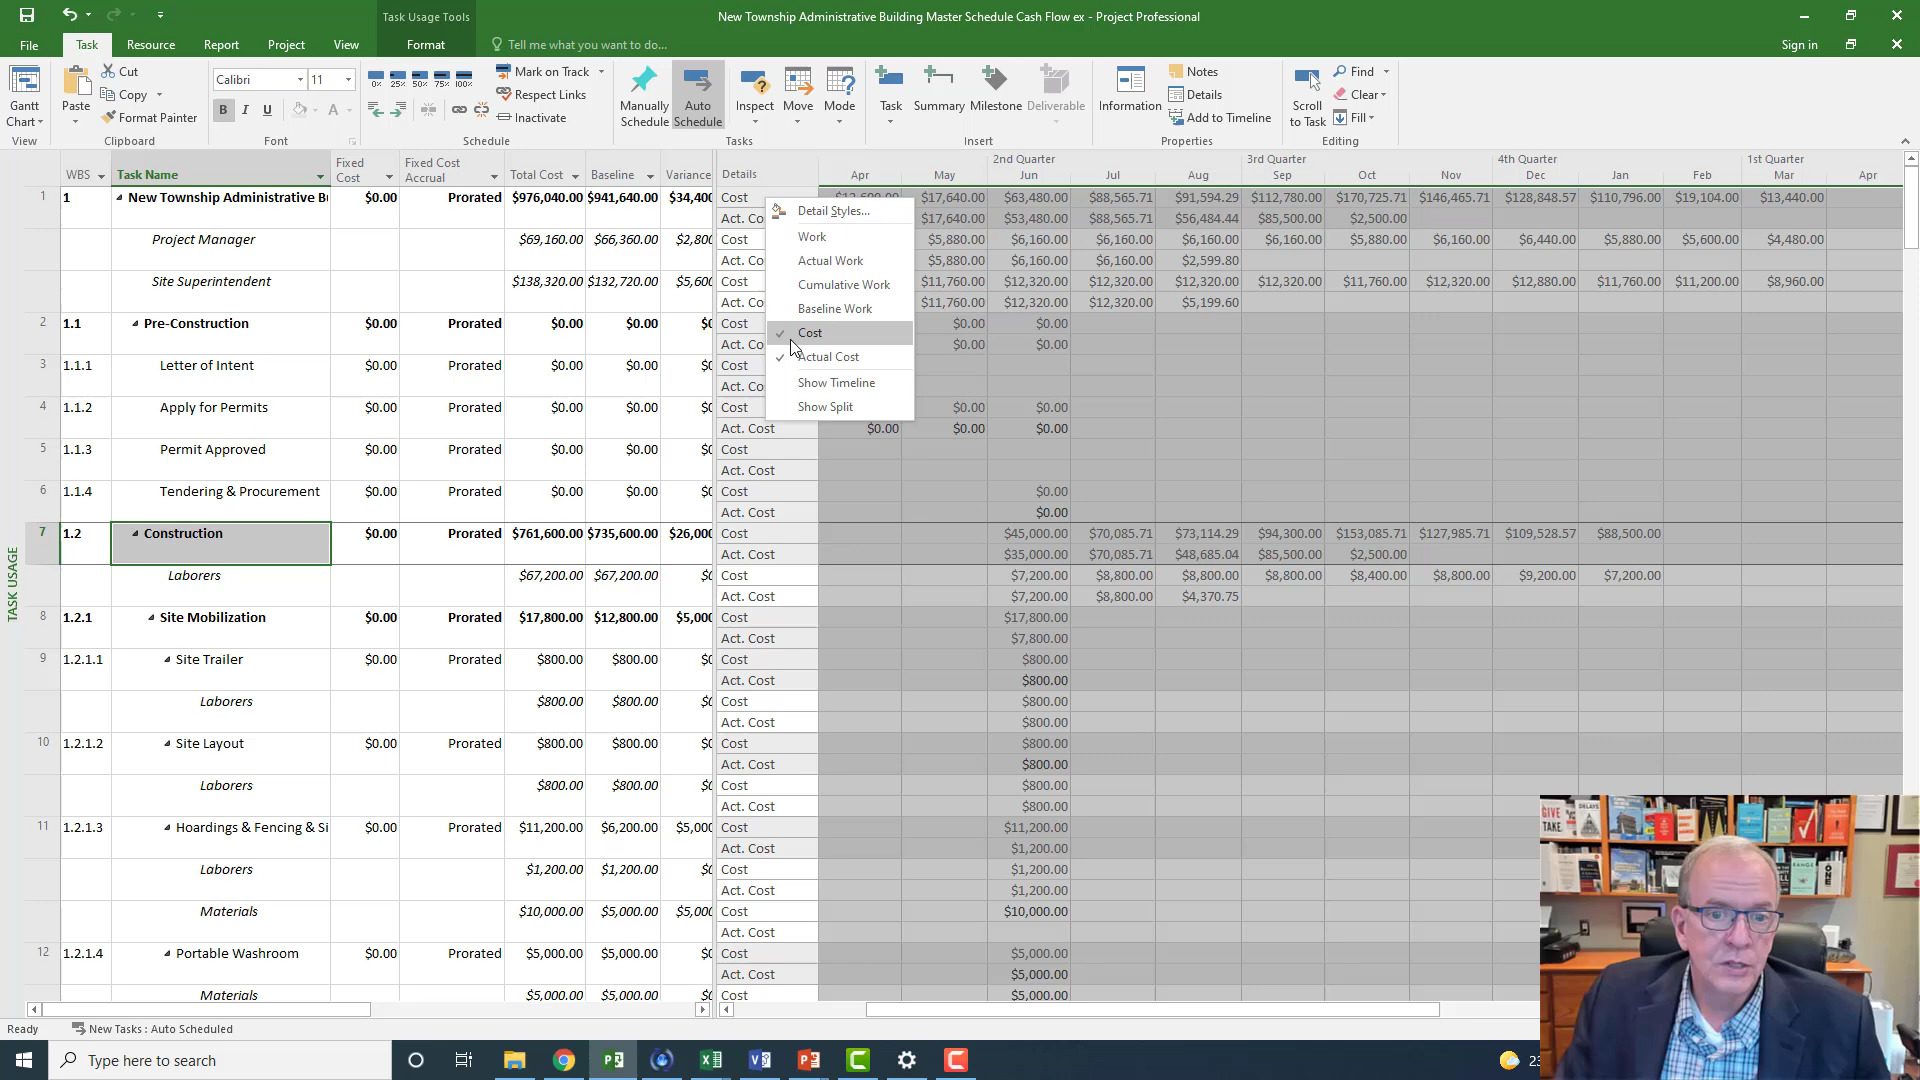 Task Usage Tools
New Township Administrative Building Master Schedule Cash Flow ex - Project Professional
File Task Resource Report Project View Format Tell me what you want to do... Sign in
Gantt Chart
View
Paste
Cut
Copy
Format Painter
Clipboard
Calibri 11
B I U A
Font
0% 25% 50% 75% 100%
Mark on Track
Respect Links
Inactivate
Schedule
Manually Schedule
Auto Schedule
Inspect Move Mode
Tasks
Task Summary Milestone Deliverable
Insert
Information
Notes
Details
Add to Timeline
Properties
Scroll to Task
Find
Clear
Fill
Editing
TASK USAGE
WBS Task Name Fixed Cost Fixed Cost Accrual Total Cost Baseline Variance Details
2nd Quarter 3rd Quarter 4th Quarter 1st Quarter
Apr May Jun Jul Aug Sep Oct Nov Dec Jan Feb Mar Apr
1 1 New Township Administrative B $0.00 Prorated $976,040.00 $941,640.00 $34,400 Cost $17,640.00 $63,480.00 $88,565.71 $91,594.29 $112,780.00 $170,725.71 $146,465.71 $128,848.57 $110,796.00 $19,104.00 $13,440.00
Act. Co $17,640.00 $53,480.00 $88,565.71 $56,484.44 $85,500.00 $2,500.00
Project Manager $69,160.00 $66,360.00 $2,800 Cost $5,880.00 $6,160.00 $6,160.00 $6,160.00 $6,160.00 $5,880.00 $6,160.00 $6,440.00 $5,880.00 $5,600.00 $4,480.00
Act. Co $5,880.00 $6,160.00 $6,160.00 $2,599.80
Site Superintendent $138,320.00 $132,720.00 $5,600 Cost $11,760.00 $12,320.00 $12,320.00 $12,320.00 $12,320.00 $11,760.00 $12,320.00 $12,880.00 $11,760.00 $11,200.00 $8,960.00
Act. Co $11,760.00 $12,320.00 $12,320.00 $5,199.60
2 1.1 Pre-Construction $0.00 Prorated $0.00 $0.00 $0 Cost $0.00 $0.00
Act. Co $0.00 $0.00
3 1.1.1 Letter of Intent $0.00 Prorated $0.00 $0.00 $0 Cost
Act. Co
4 1.1.2 Apply for Permits $0.00 Prorated $0.00 $0.00 $0 Cost $0.00 $0.00
Act. Cost $0.00 $0.00 $0.00
5 1.1.3 Permit Approved $0.00 Prorated $0.00 $0.00 $0 Cost
Act. Cost
6 1.1.4 Tendering & Procurement $0.00 Prorated $0.00 $0.00 $0 Cost $0.00
Act. Cost $0.00
7 1.2 Construction $0.00 Prorated $761,600.00 $735,600.00 $26,000 Cost $45,000.00 $70,085.71 $73,114.29 $94,300.00 $153,085.71 $127,985.71 $109,528.57 $88,500.00
Act. Cost $35,000.00 $70,085.71 $48,685.04 $85,500.00 $2,500.00
Laborers $67,200.00 $67,200.00 $0 Cost $7,200.00 $8,800.00 $8,800.00 $8,800.00 $8,400.00 $8,800.00 $9,200.00 $7,200.00
Act. Cost $7,200.00 $8,800.00 $4,370.75
8 1.2.1 Site Mobilization $0.00 Prorated $17,800.00 $12,800.00 $5,000 Cost $17,800.00
Act. Cost $7,800.00
9 1.2.1.1 Site Trailer $0.00 Prorated $800.00 $800.00 $0 Cost $800.00
Act. Cost $800.00
Laborers $800.00 $800.00 $0 Cost $800.00
Act. Cost $800.00
10 1.2.1.2 Site Layout $0.00 Prorated $800.00 $800.00 $0 Cost $800.00
Act. Cost $800.00
Laborers $800.00 $800.00 $0 Cost $800.00
Act. Cost $800.00
11 1.2.1.3 Hoardings & Fencing & Si $0.00 Prorated $11,200.00 $6,200.00 $5,000 Cost $11,200.00
Act. Cost $1,200.00
Laborers $1,200.00 $1,200.00 $0 Cost $1,200.00
Act. Cost $1,200.00
Materials $10,000.00 $5,000.00 $5,000 Cost $10,000.00
Act. Cost
12 1.2.1.4 Portable Washroom $0.00 Prorated $5,000.00 $5,000.00 $0 Cost $5,000.00
Act. Cost $5,000.00
Materials $5,000.00 $5,000.00 $0 Cost $5,000.00
Detail Styles...
Work
Actual Work
Cumulative Work
Baseline Work
Cost
Actual Cost
Show Timeline
Show Split
GIVE
TAKE
RANGE
Ready New Tasks : Auto Scheduled
Type here to search